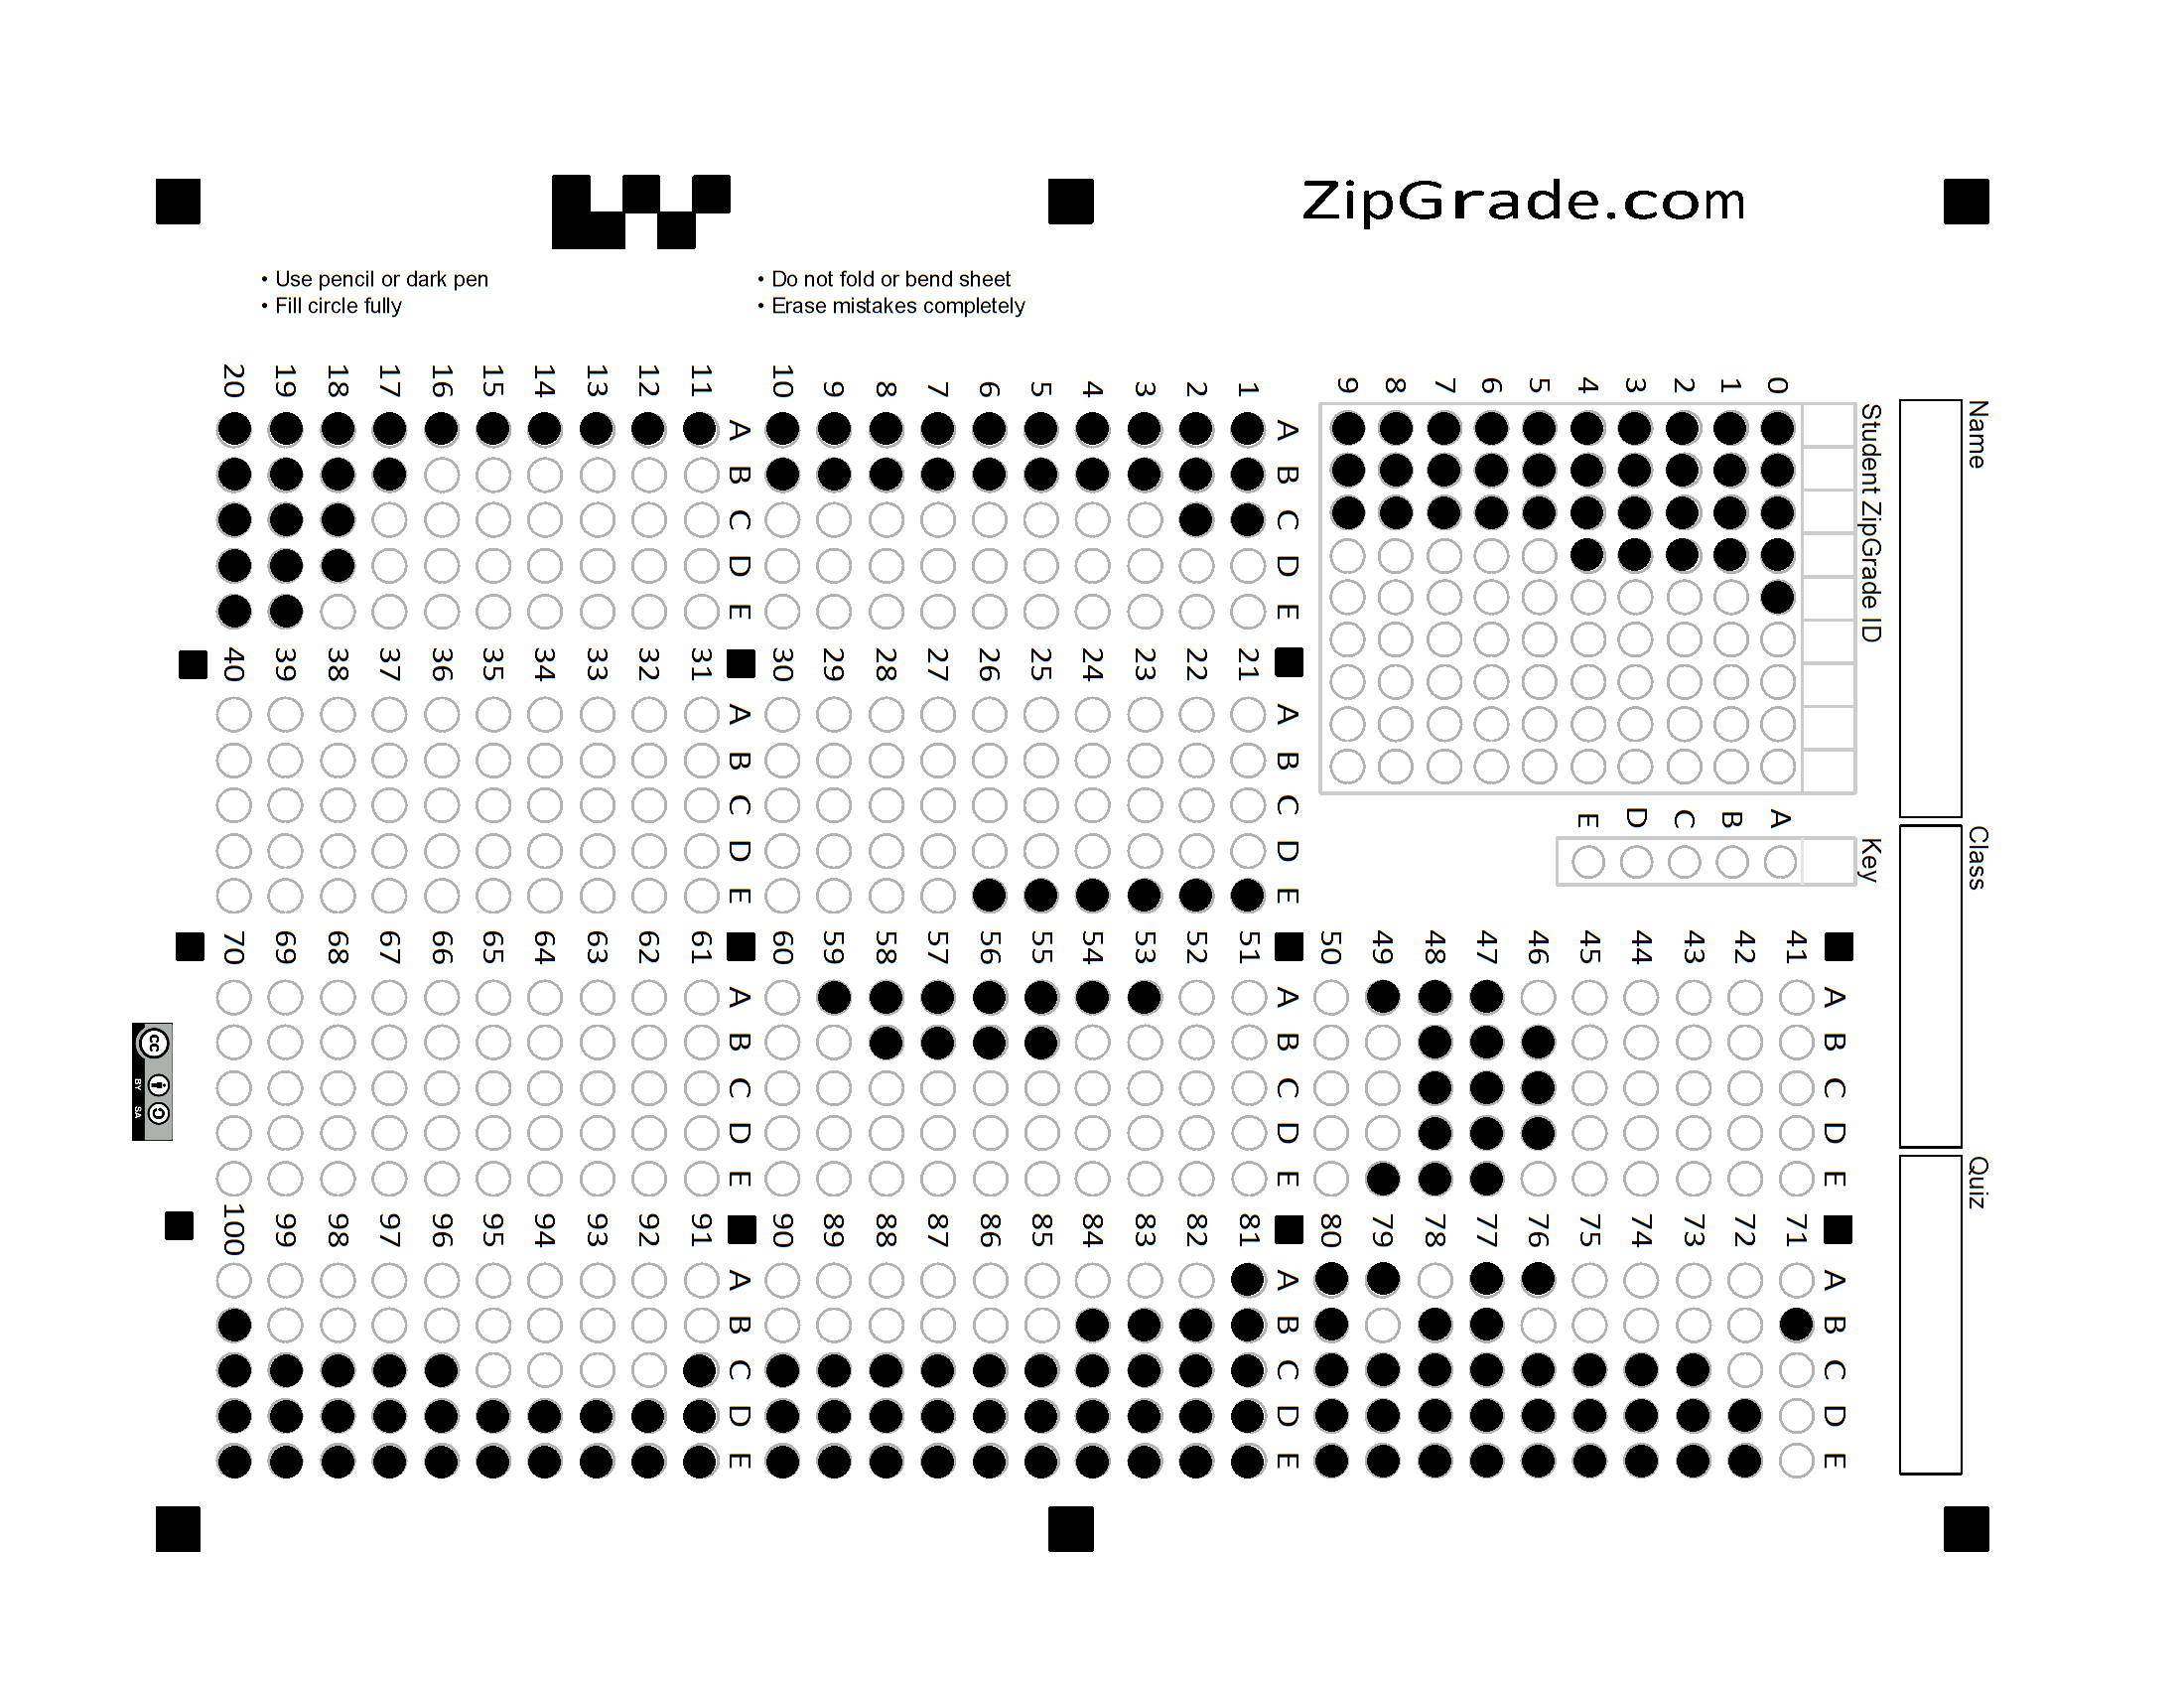 ZipGrade.com
• Use pencil or dark pen
• Fill circle fully
• Do not fold or bend sheet
• Erase mistakes completely
Name
Class
Quiz
Student ZipGrade ID
0 1 2 3 4 5 6 7 8 9
Key
A B C D E
A B C D E
1 2 3 4 5 6 7 8 9 10
A B C D E
11 12 13 14 15 16 17 18 19 20
A B C D E
21 22 23 24 25 26 27 28 29 30
A B C D E
31 32 33 34 35 36 37 38 39 40
A B C D E
41 42 43 44 45 46 47 48 49 50
A B C D E
51 52 53 54 55 56 57 58 59 60
A B C D E
61 62 63 64 65 66 67 68 69 70
A B C D E
71 72 73 74 75 76 77 78 79 80
A B C D E
81 82 83 84 85 86 87 88 89 90
A B C D E
91 92 93 94 95 96 97 98 99 100
cc BY SA